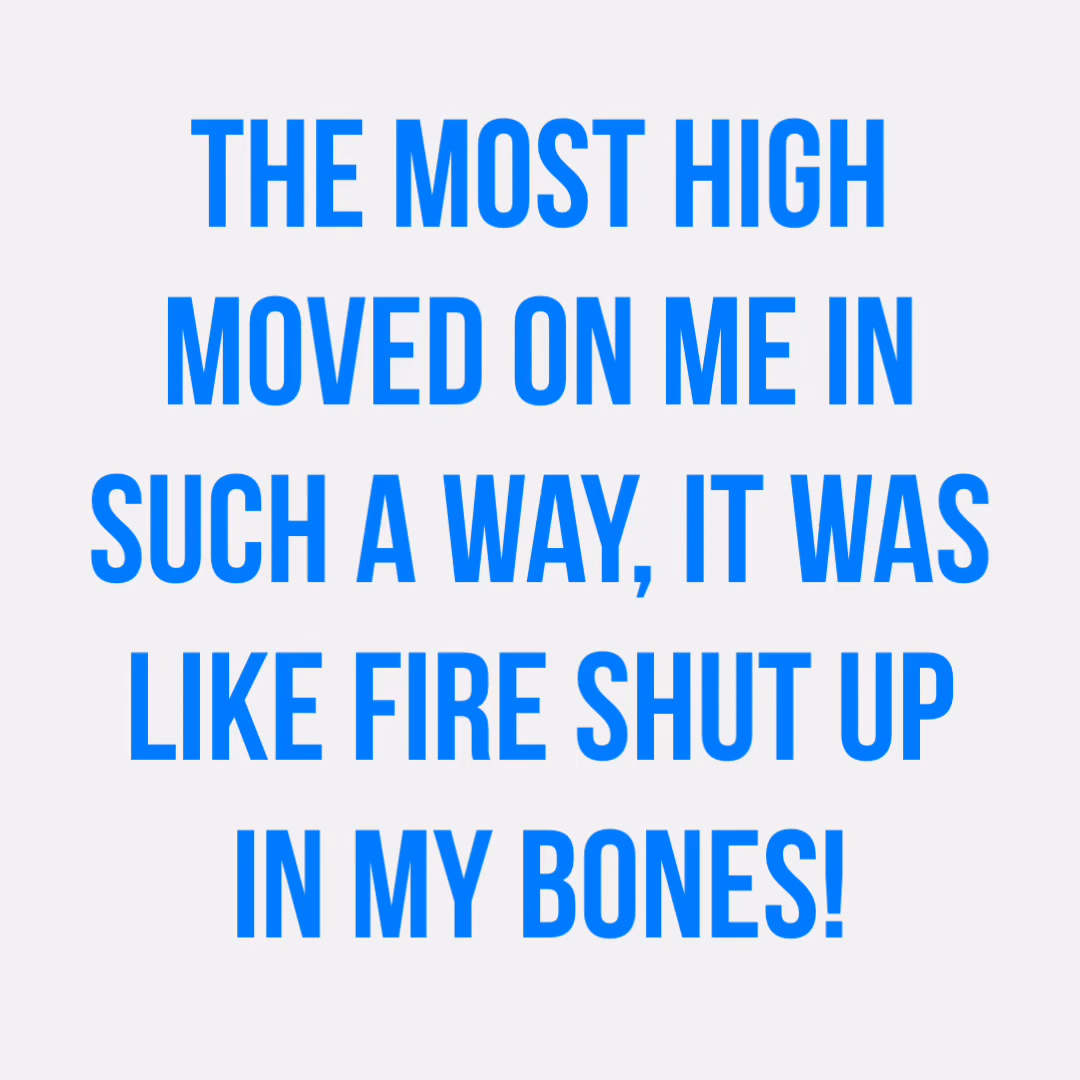 THE MOST HIGH
MOVED ON ME IN
SUCH A WAY, IT WAS
LIKE FIRE SHUT UP
IN MY BONES!